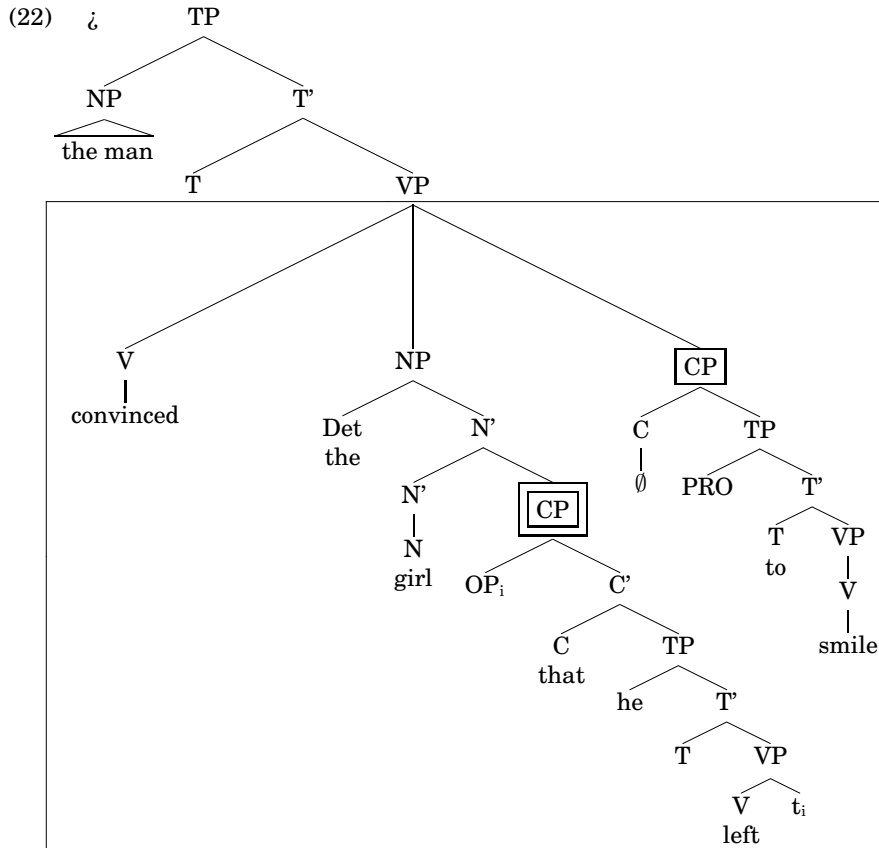 (22) ¿ TP
NP T’
the man
T VP
V NP CP
convinced
Det N’ C TP
the
N’ CP ∅ PRO T’
N OPi C’ T VP
girl to
V
C TP smile
that
he T’
T VP
V ti
left